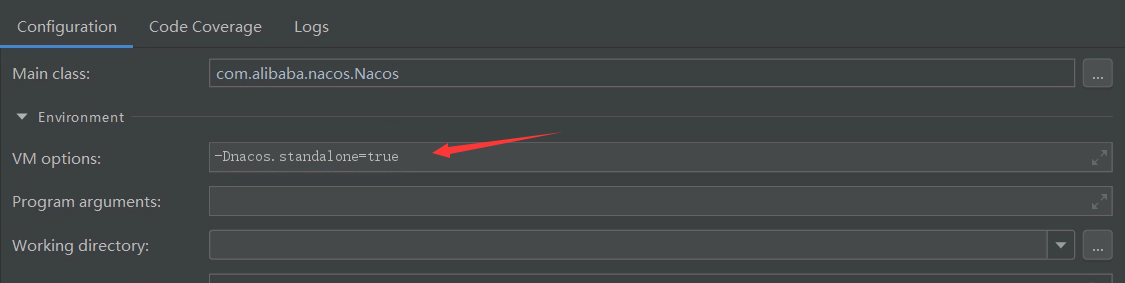 Configuration Code Coverage Logs
Main class: com.alibaba.nacos.Nacos ...
Environment
VM options: -Dnacos.standalone=true
Program arguments:
Working directory: ...